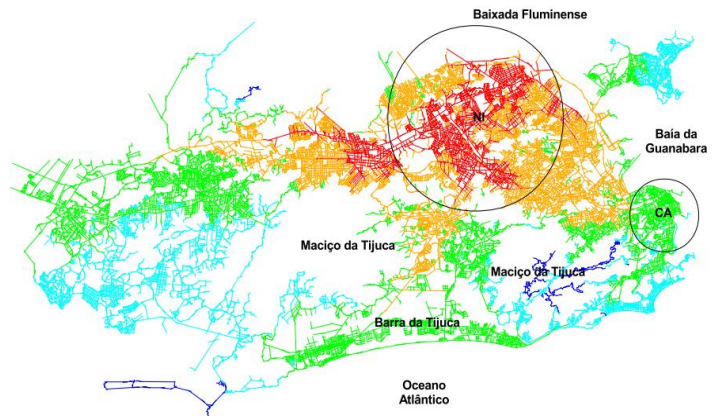 Baixada Fluminense
NI
Baía da
Guanabara
CA
Maciço da Tijuca
Maciço da Tijuca
Barra da Tijuca
Oceano
Atlântico